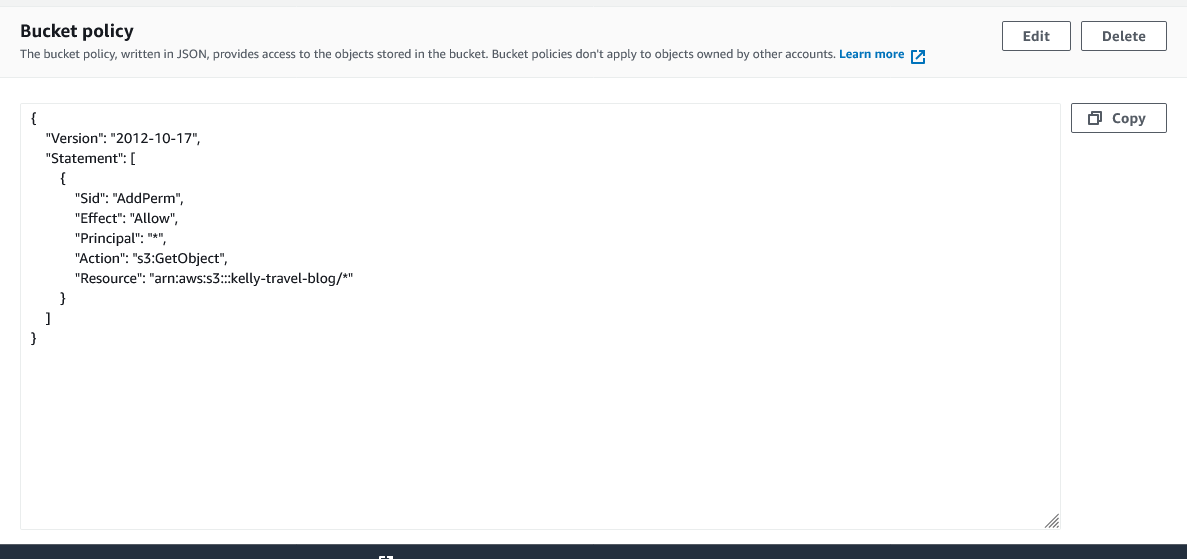 Bucket policy
The bucket policy, written in JSON, provides access to the objects stored in the bucket. Bucket policies don't apply to objects owned by other accounts. Learn more
Edit
Delete
Copy
{
    "Version": "2012-10-17",
    "Statement": [
        {
            "Sid": "AddPerm",
            "Effect": "Allow",
            "Principal": "*",
            "Action": "s3:GetObject",
            "Resource": "arn:aws:s3:::kelly-travel-blog/*"
        }
    ]
}